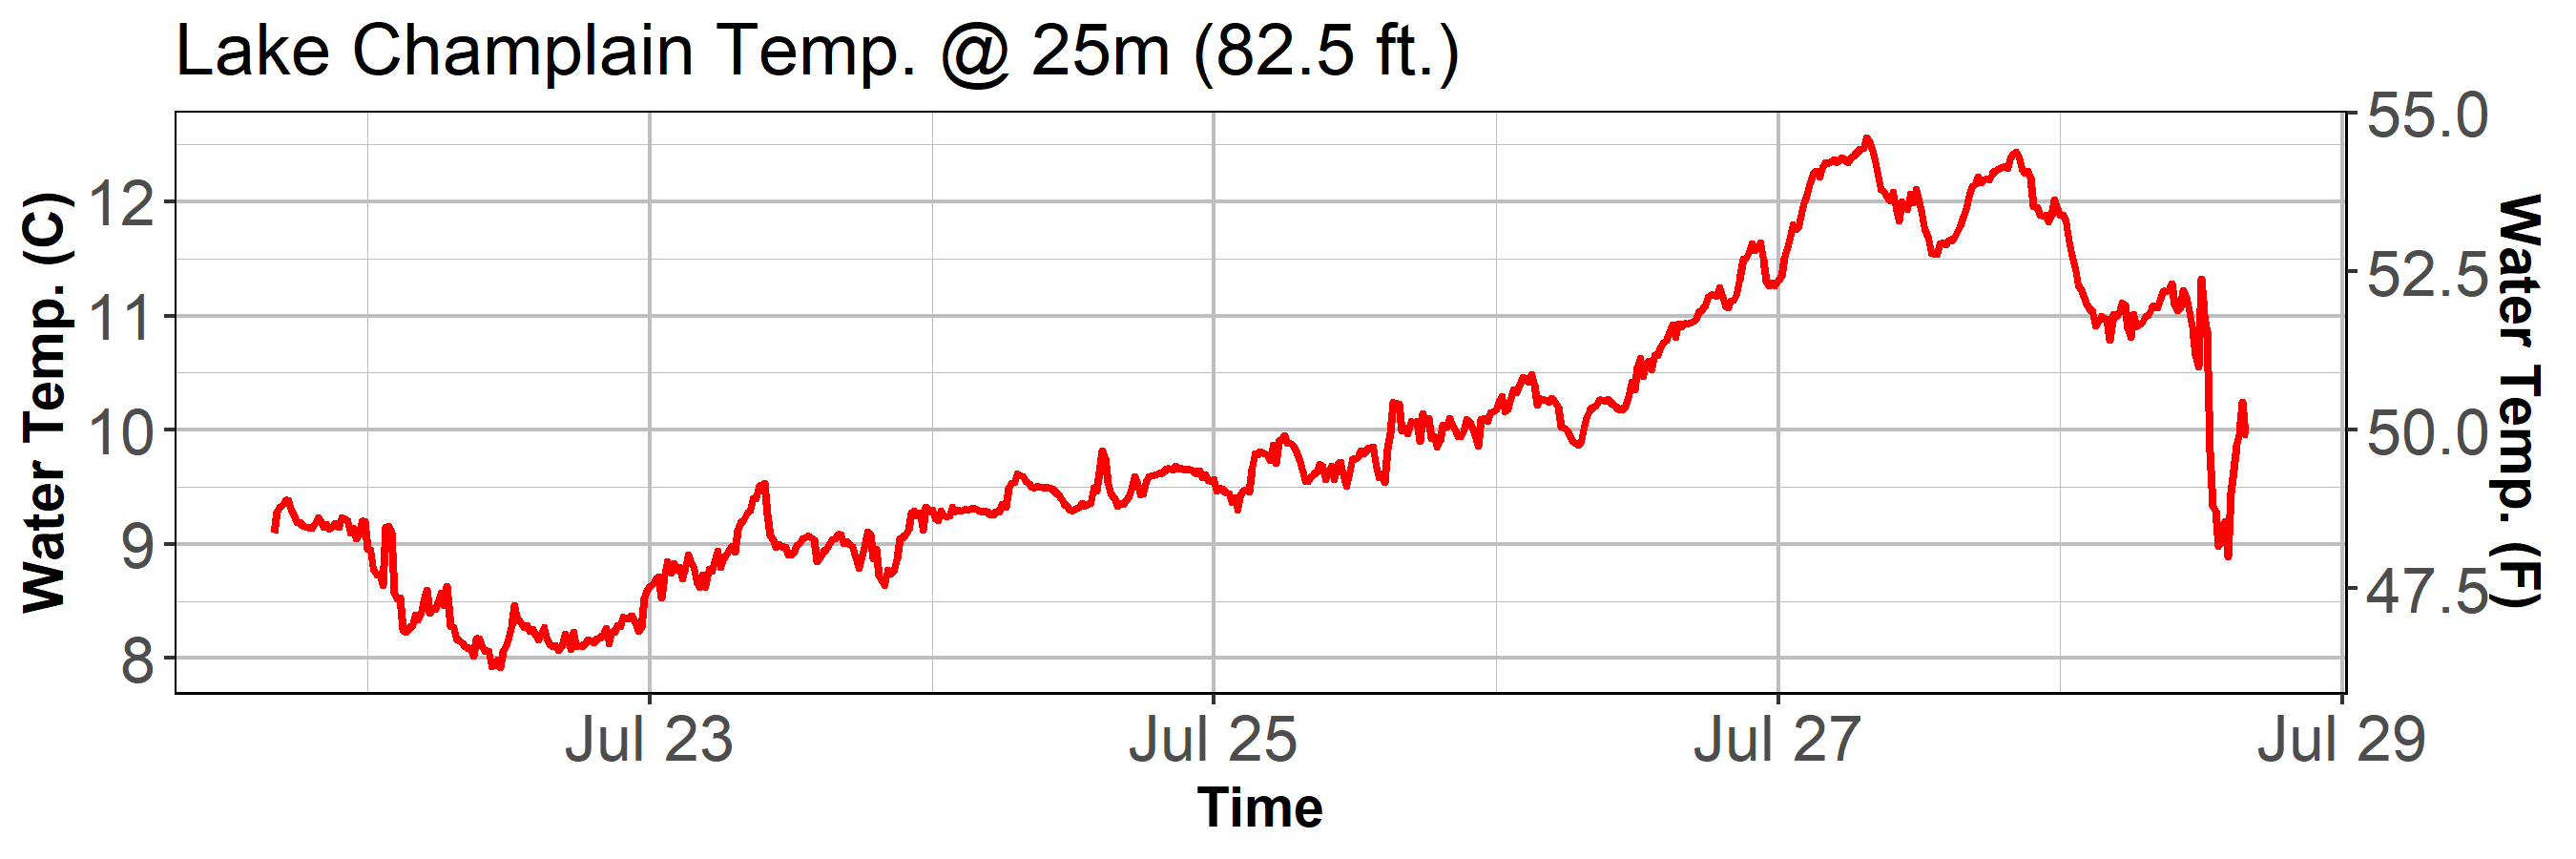 Lake Champlain Temp. @ 25m (82.5 ft.)
Water Temp. (C)
12
11
10
9
8
55.0
52.5
50.0
47.5
Water Temp. (F)
Jul 23 Jul 25 Jul 27 Jul 29
Time